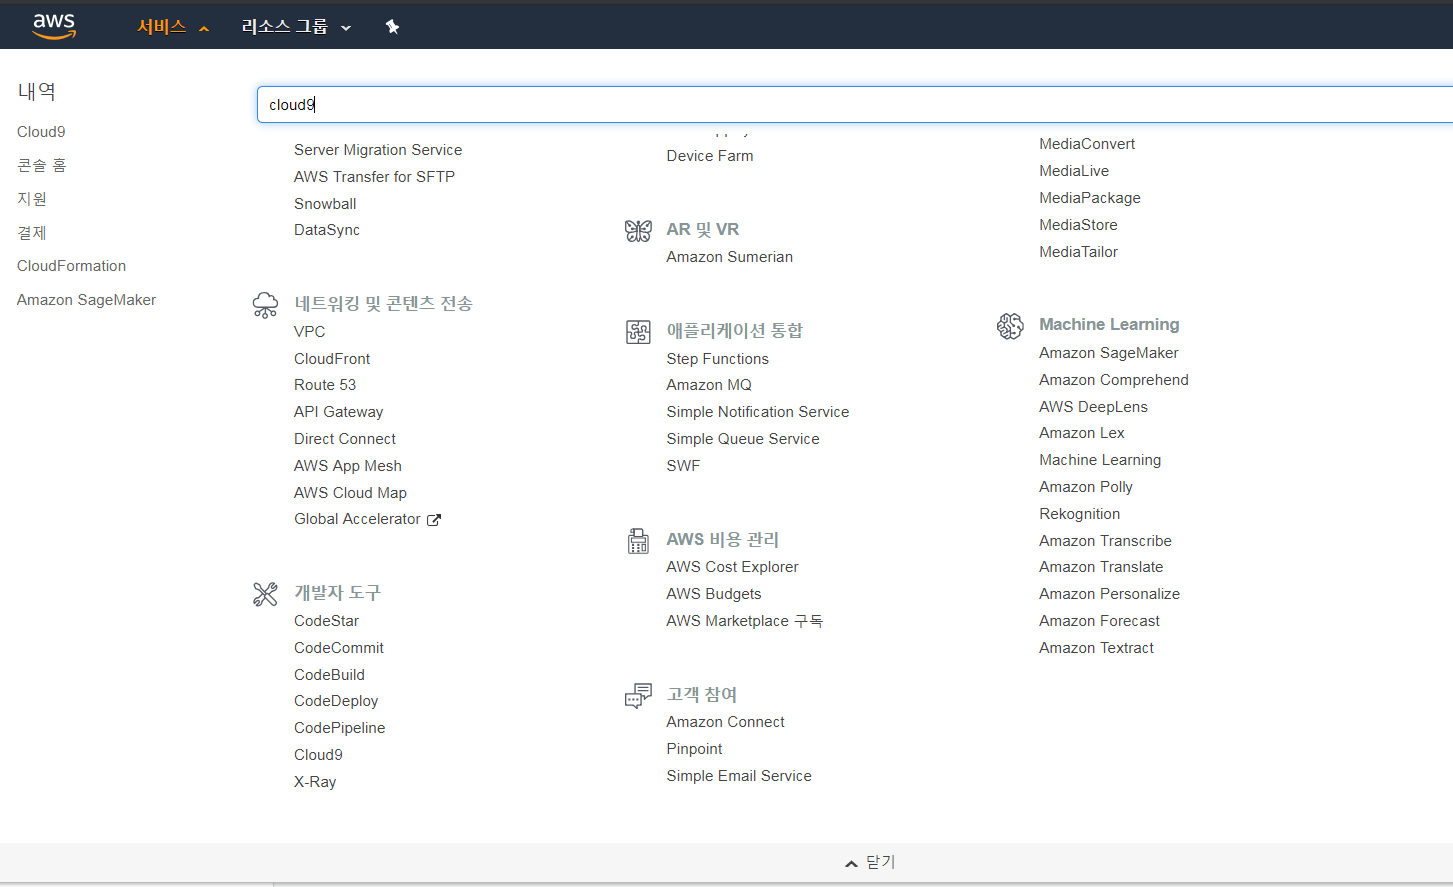 aws
서비스
리소스 그룹
내역
Cloud9
콘솔 홈
지원
결제
CloudFormation
Amazon SageMaker
cloud9
Server Migration Service
AWS Transfer for SFTP
Snowball
DataSync
네트워킹 및 콘텐츠 전송
VPC
CloudFront
Route 53
API Gateway
Direct Connect
AWS App Mesh
AWS Cloud Map
Global Accelerator
개발자 도구
CodeStar
CodeCommit
CodeBuild
CodeDeploy
CodePipeline
Cloud9
X-Ray
Device Farm
AR 및 VR
Amazon Sumerian
애플리케이션 통합
Step Functions
Amazon MQ
Simple Notification Service
Simple Queue Service
SWF
AWS 비용 관리
AWS Cost Explorer
AWS Budgets
AWS Marketplace 구독
고객 참여
Amazon Connect
Pinpoint
Simple Email Service
MediaConvert
MediaLive
MediaPackage
MediaStore
MediaTailor
Machine Learning
Amazon SageMaker
Amazon Comprehend
AWS DeepLens
Amazon Lex
Machine Learning
Amazon Polly
Rekognition
Amazon Transcribe
Amazon Translate
Amazon Personalize
Amazon Forecast
Amazon Textract
닫기